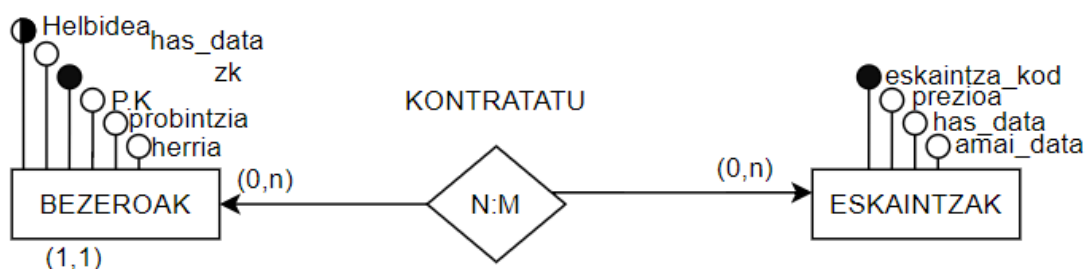 Helbidea
has_data
zk
P.K
probintzia
herria
BEZEROAK
(1,1)
(0,n)
KONTRATATU
N:M
(0,n)
eskaintza_kod
prezioa
has_data
amai_data
ESKAINTZAK